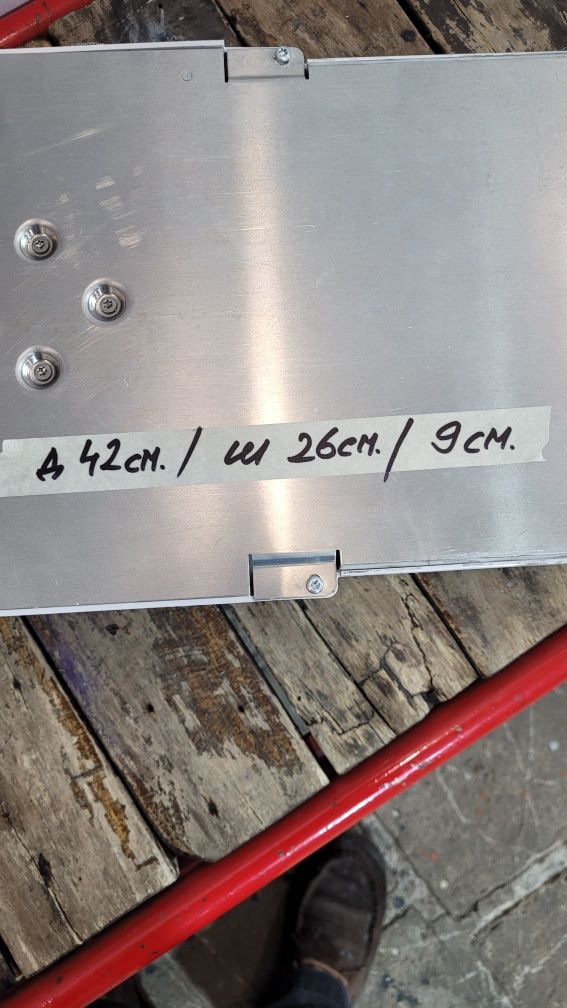 Д 42см. / Ш 26см. / 9см.